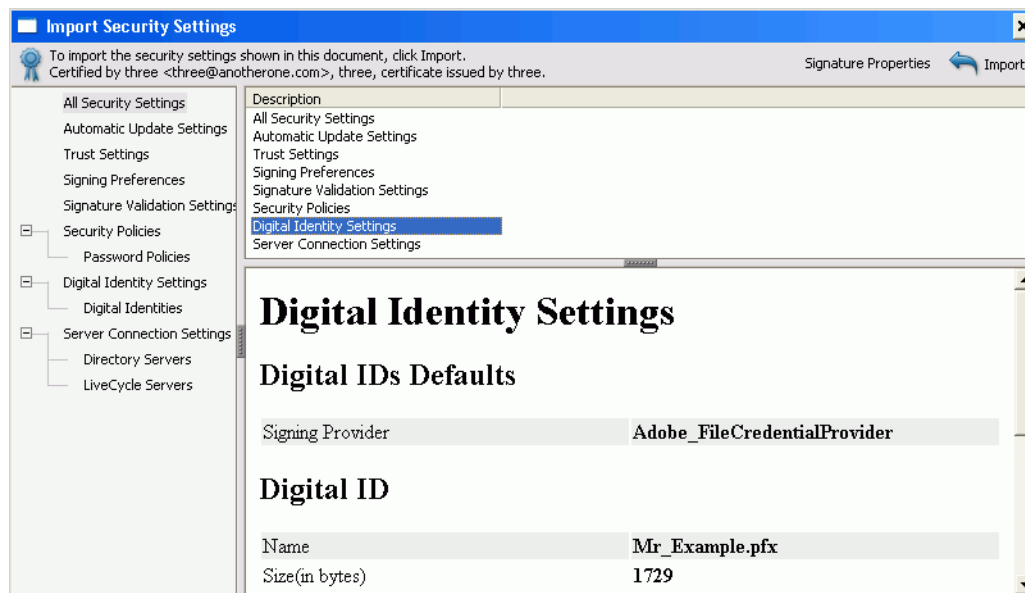 Import Security Settings
To import the security settings shown in this document, click Import.
Certified by three <three@anotherone.com>, three, certificate issued by three.
Signature Properties
Import
All Security Settings
Automatic Update Settings
Trust Settings
Signing Preferences
Signature Validation Settings
Security Policies
Password Policies
Digital Identity Settings
Digital Identities
Server Connection Settings
Directory Servers
LiveCycle Servers
Description
All Security Settings
Automatic Update Settings
Trust Settings
Signing Preferences
Signature Validation Settings
Security Policies
Digital Identity Settings
Server Connection Settings
Digital Identity Settings
Digital IDs Defaults
Signing Provider Adobe_FileCredentialProvider
Digital ID
Name Mr_Example.pfx
Size(in bytes) 1729